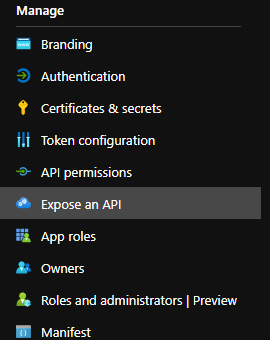 Manage
Branding
Authentication
Certificates & secrets
Token configuration
API permissions
Expose an API
App roles
Owners
Roles and administrators | Preview
Manifest